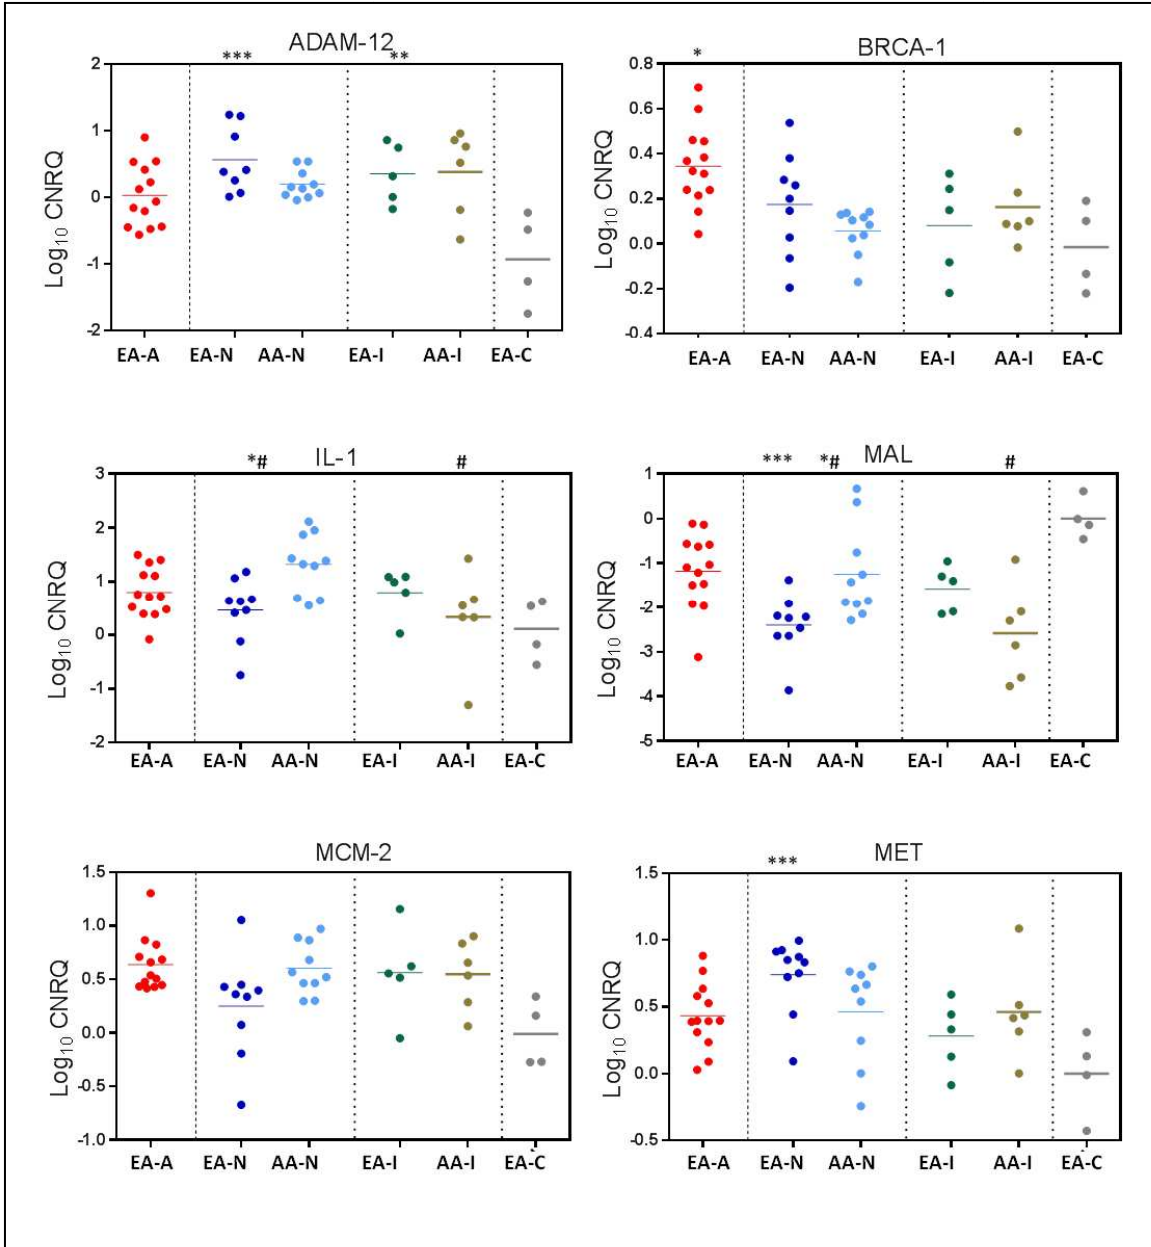 ADAM-12
*** **
Log10 CNRQ
2
1
0
-1
-2
EA-A EA-N AA-N EA-I AA-I EA-C
BRCA-1
*
Log10 CNRQ
0.8
0.6
0.4
0.2
0.0
-0.2
-0.4
EA-A EA-N AA-N EA-I AA-I EA-C
IL-1
*# #
Log10 CNRQ
3
2
1
0
-1
-2
EA-A EA-N AA-N EA-I AA-I EA-C
MAL
*** *# #
Log10 CNRQ
1
0
-1
-2
-3
-4
-5
EA-A EA-N AA-N EA-I AA-I EA-C
MCM-2
Log10 CNRQ
1.5
1.0
0.5
0.0
-0.5
-1.0
EA-A EA-N AA-N EA-I AA-I EA-C
MET
***
Log10 CNRQ
1.5
1.0
0.5
0.0
-0.5
EA-A EA-N AA-N EA-I AA-I EA-C